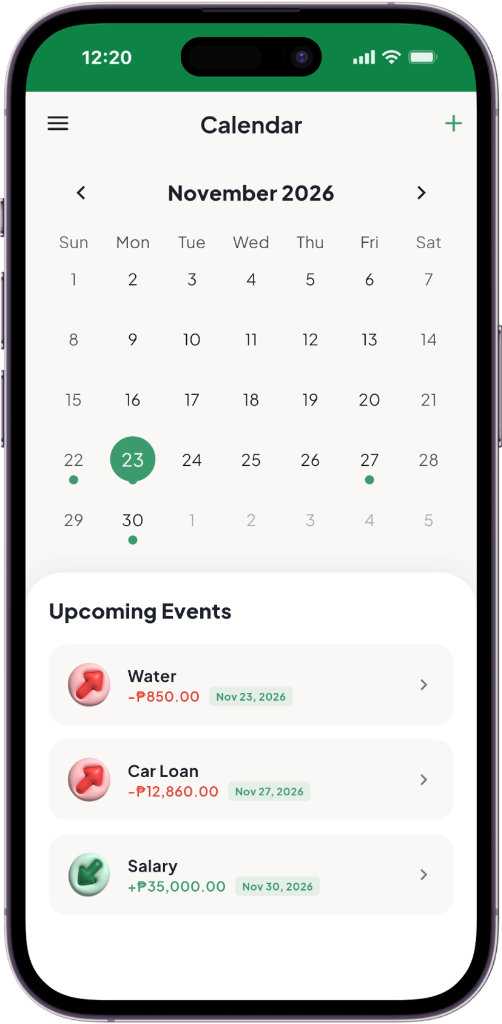 12:20
Calendar
November 2026
Sun Mon Tue Wed Thu Fri Sat
1 2 3 4 5 6 7
8 9 10 11 12 13 14
15 16 17 18 19 20 21
22 23 24 25 26 27 28
29 30 1 2 3 4 5
Upcoming Events
Water
-₱850.00 Nov 23, 2026
Car Loan
-₱12,860.00 Nov 27, 2026
Salary
+₱35,000.00 Nov 30, 2026